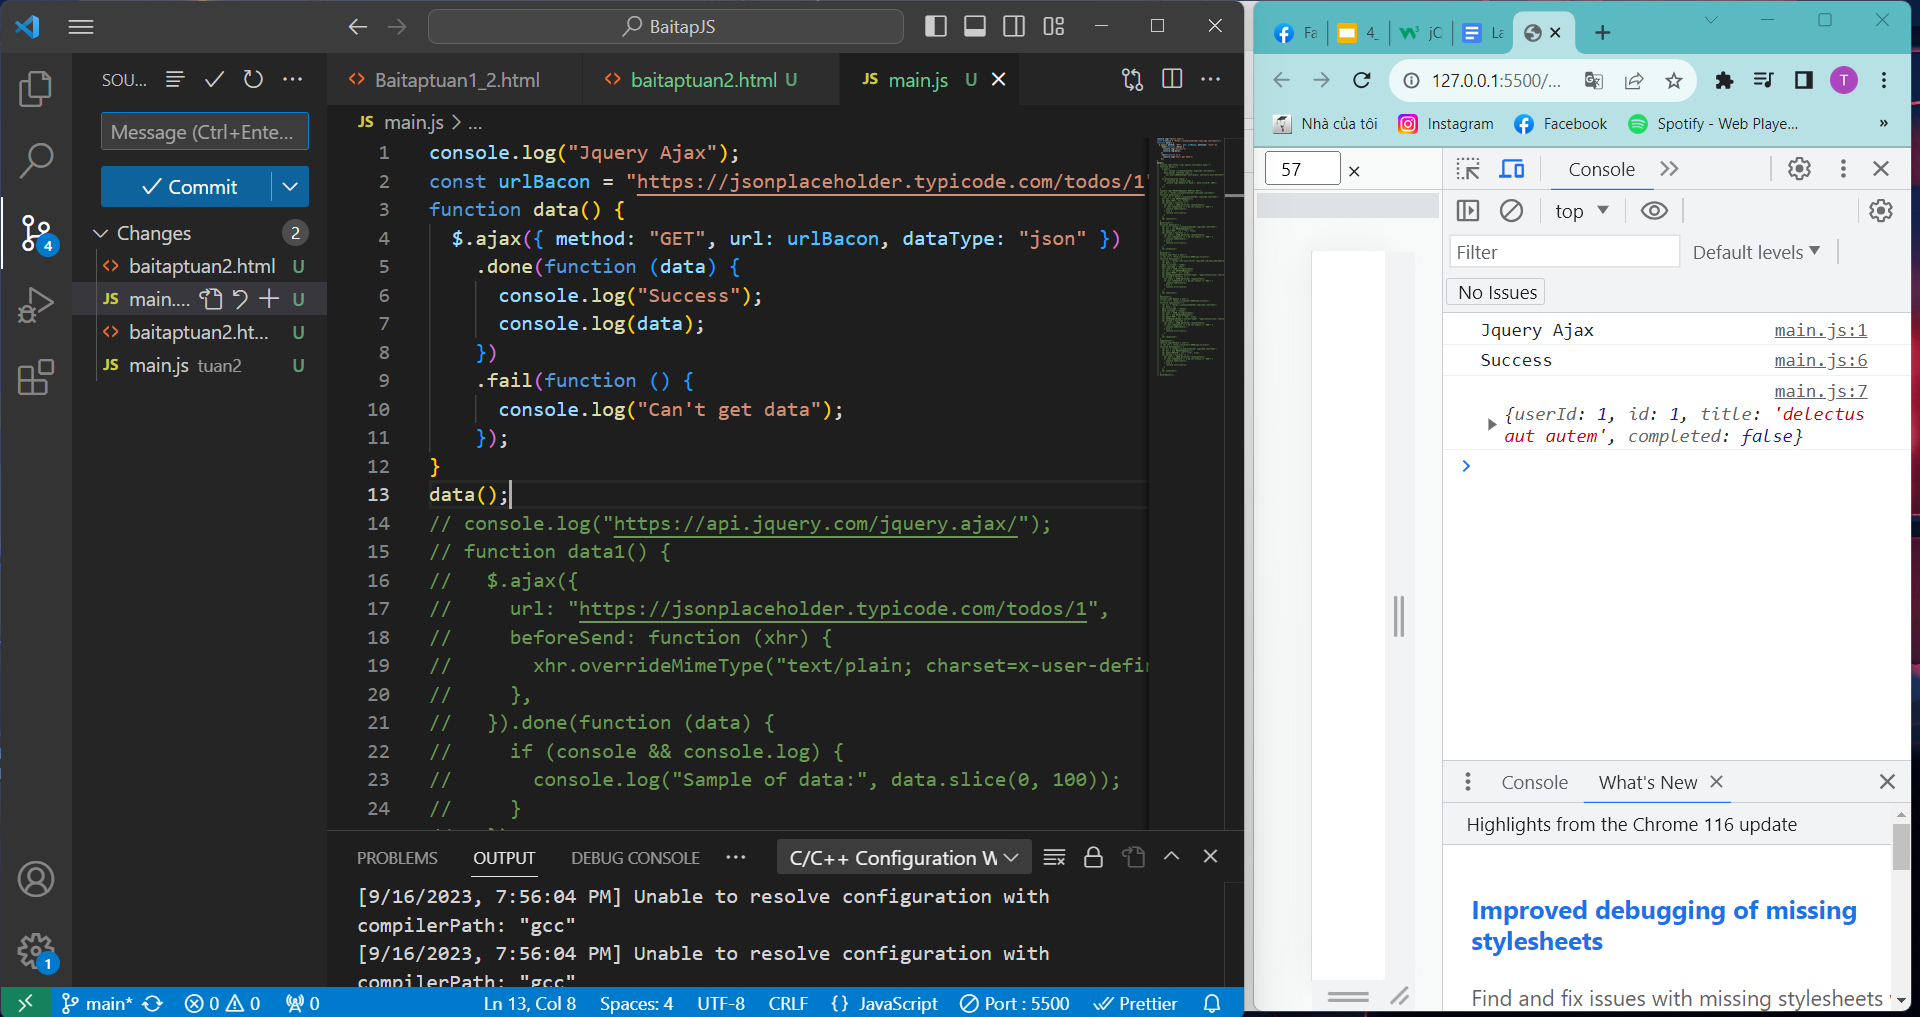 BaitapJS
SOU...
Message (Ctrl+Ente...
Commit
Changes
2
baitaptuan2.html U
main.... U
baitaptuan2.ht... U
main.js tuan2 U
4
1
Baitaptuan1_2.html
baitaptuan2.html U
JS main.js U
JS main.js > ...
1 console.log("Jquery Ajax");
2 const urlBacon = "https://jsonplaceholder.typicode.com/todos/1"
3 function data() {
4 $.ajax({ method: "GET", url: urlBacon, dataType: "json" })
5 .done(function (data) {
6 console.log("Success");
7 console.log(data);
8 })
9 .fail(function () {
10 console.log("Can't get data");
11 });
12 }
13 data();
14 // console.log("https://api.jquery.com/jquery.ajax/");
15 // function data1() {
16 // $.ajax({
17 // url: "https://jsonplaceholder.typicode.com/todos/1",
18 // beforeSend: function (xhr) {
19 // xhr.overrideMimeType("text/plain; charset=x-user-defi
20 // },
21 // }).done(function (data) {
22 // if (console && console.log) {
23 // console.log("Sample of data:", data.slice(0, 100));
24 // }
PROBLEMS OUTPUT DEBUG CONSOLE ... C/C++ Configuration W
[9/16/2023, 7:56:04 PM] Unable to resolve configuration with
compilerPath: "gcc"
[9/16/2023, 7:56:04 PM] Unable to resolve configuration with
compilerPath: "gcc"
main* 0 0 0 Ln 13, Col 8 Spaces: 4 UTF-8 CRLF {} JavaScript Port : 5500 Prettier
Fa 4_ jC La
127.0.0.1:5500/... T
Nhà của tôi Instagram Facebook Spotify - Web Playe... »
57 × Console
top
Filter Default levels
No Issues
Jquery Ajax main.js:1
Success main.js:6
main.js:7
{userId: 1, id: 1, title: 'delectus
aut autem', completed: false}
Console What's New
Highlights from the Chrome 116 update
Improved debugging of missing
stylesheets
Find and fix issues with missing stylesheets